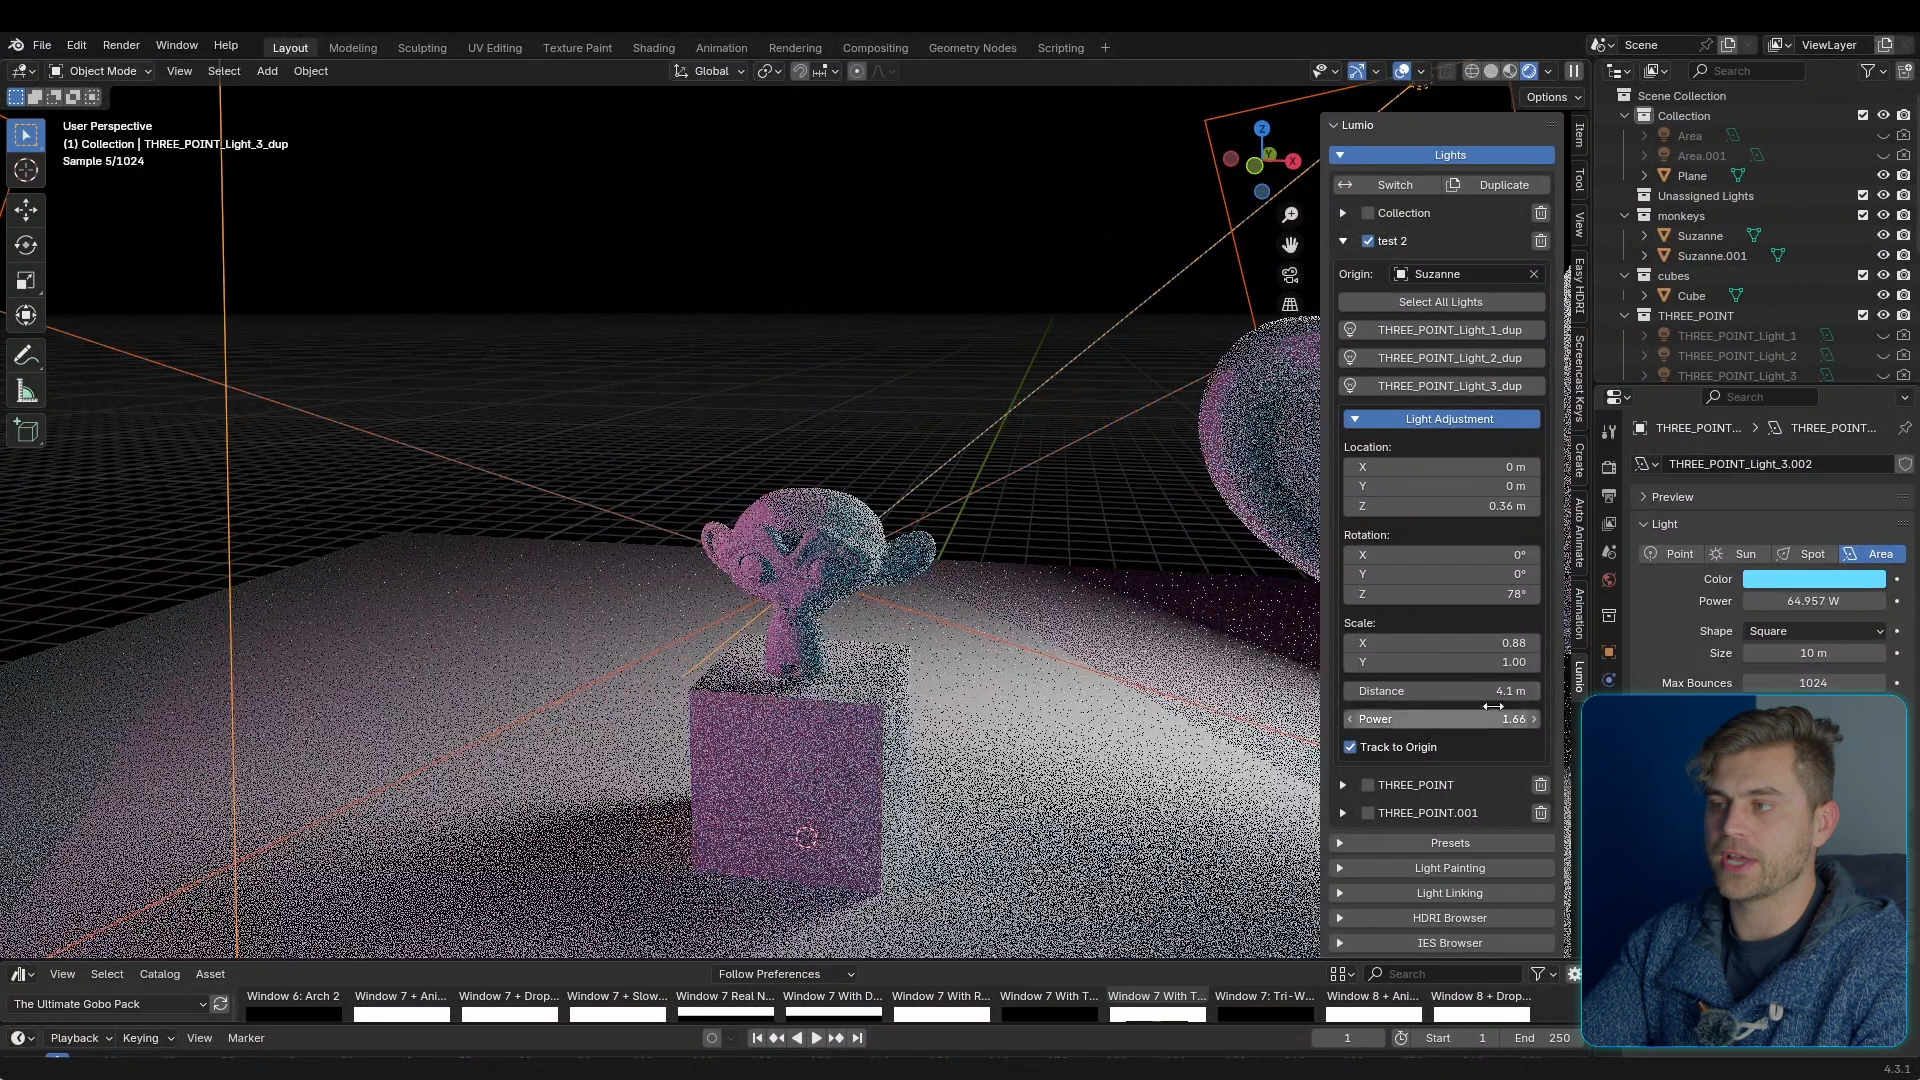 File Edit Render Window Help
Layout Modeling Sculpting UV Editing Texture Paint Shading Animation Rendering Compositing Geometry Nodes Scripting +
Scene
ViewLayer
Object Mode View Select Add Object
Global
Search
Options
User Perspective
(1) Collection | THREE_POINT_Light_3_dup
Sample 5/1024
Z
Y
X
Lumio
Lights
Switch Duplicate
Collection
test 2
Origin: Suzanne
Select All Lights
THREE_POINT_Light_1_dup
THREE_POINT_Light_2_dup
THREE_POINT_Light_3_dup
Light Adjustment
Location:
X 0 m
Y 0 m
Z 0.36 m
Rotation:
X 0°
Y 0°
Z 78°
Scale:
X 0.88
Y 1.00
Distance 4.1 m
Power 1.66
Track to Origin
THREE_POINT
THREE_POINT.001
Presets
Light Painting
Light Linking
HDRI Browser
IES Browser
Item
Tool
View
Easy HDRI
Screencast Keys
Create
Auto Animate
Animation
Lumio
Scene Collection
Collection
Area
Area.001
Plane
Unassigned Lights
monkeys
Suzanne
Suzanne.001
cubes
Cube
THREE_POINT
THREE_POINT_Light_1
THREE_POINT_Light_2
THREE_POINT_Light_3
Search
THREE_POINT... > THREE_POINT...
THREE_POINT_Light_3.002
Preview
Light
Point Sun Spot Area
Color
Power 64.957 W
Shape Square
Size 10 m
Max Bounces 1024
View Select Catalog Asset
Follow Preferences
Search
The Ultimate Gobo Pack
Window 6: Arch 2 Window 7 + Ani... Window 7 + Drop... Window 7 + Slow... Window 7 Real N... Window 7 With D... Window 7 With R... Window 7 With T... Window 7 With T... Window 7: Tri-W... Window 8 + Ani... Window 8 + Drop...
Playback Keying View Marker
1 Start 1 End 250
4.3.1